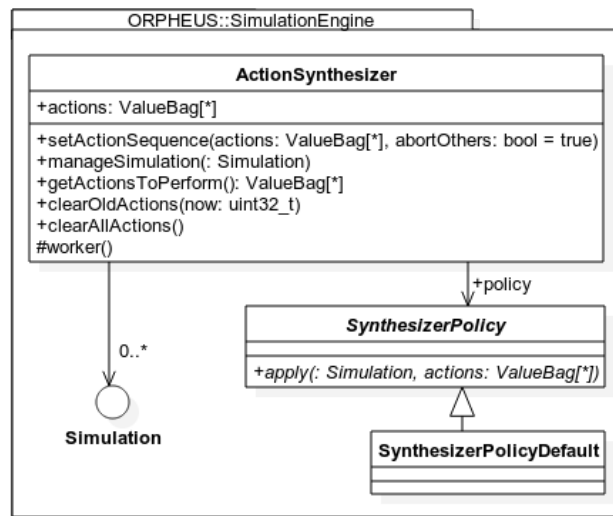 ORPHEUS::SimulationEngine
ActionSynthesizer
+actions: ValueBag[*]
+setActionSequence(actions: ValueBag[*], abortOthers: bool = true)
+manageSimulation(: Simulation)
+getActionsToPerform(): ValueBag[*]
+clearOldActions(now: uint32_t)
+clearAllActions()
#worker()
+policy
SynthesizerPolicy
+apply(: Simulation, actions: ValueBag[*])
0..*
Simulation
SynthesizerPolicyDefault